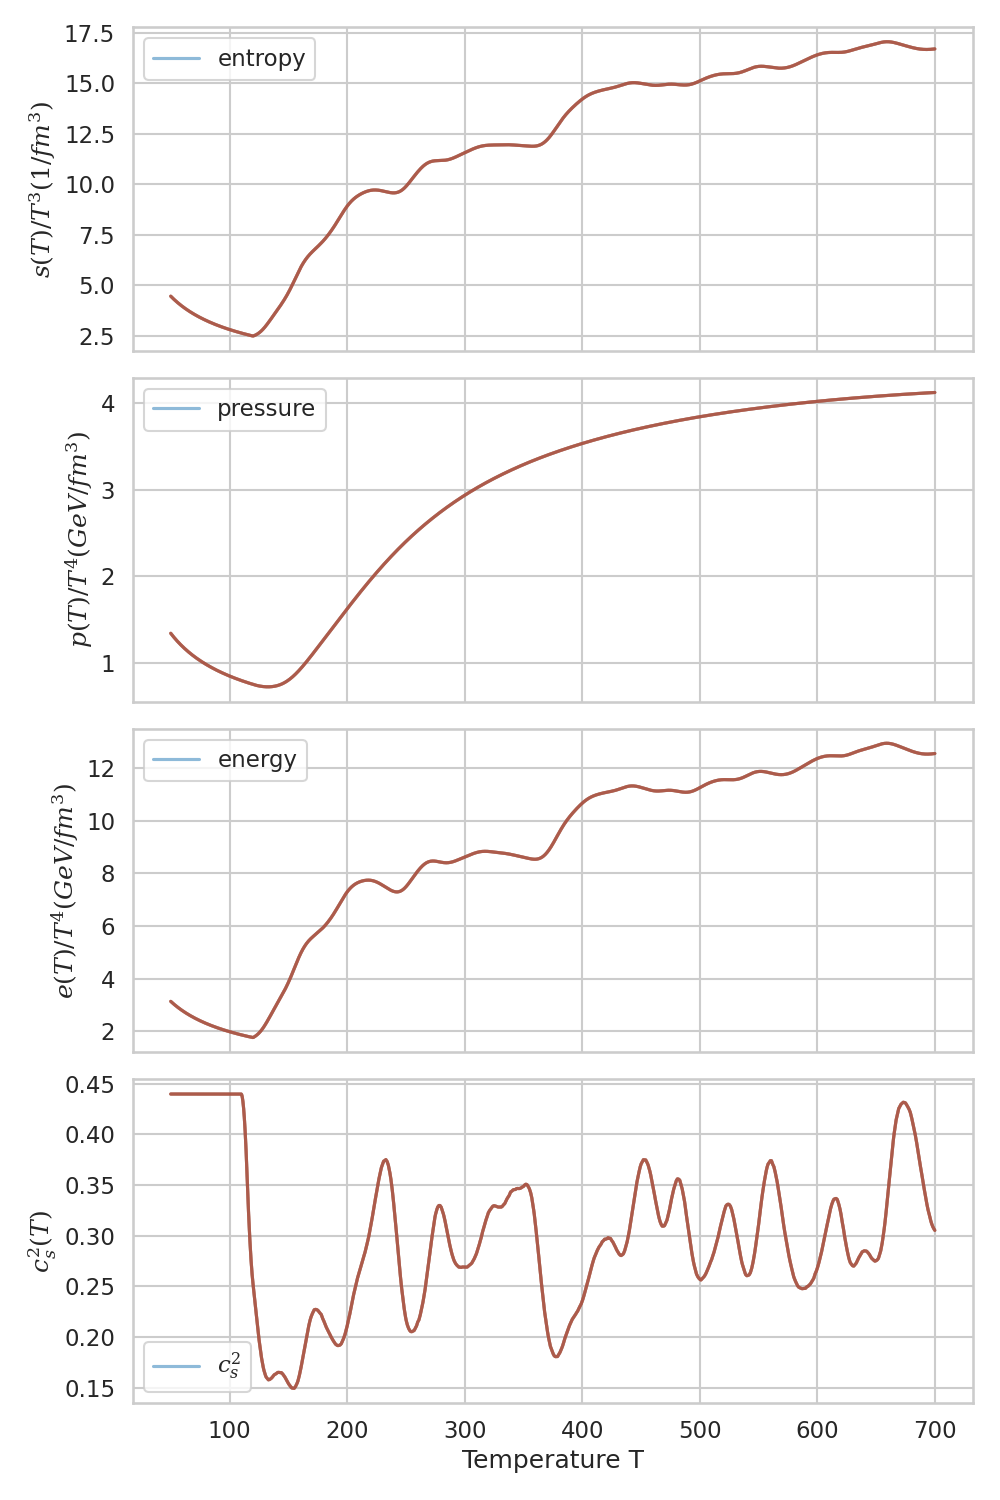 17.5
15.0
12.5
10.0
7.5
5.0
2.5
s(T)/T³(1/fm³)
entropy
4
3
2
1
p(T)/T⁴(GeV/fm³)
pressure
12
10
8
6
4
2
e(T)/T⁴(GeV/fm³)
energy
0.45
0.40
0.35
0.30
0.25
0.20
0.15
c_s²(T)
c_s²
100 200 300 400 500 600 700
Temperature T